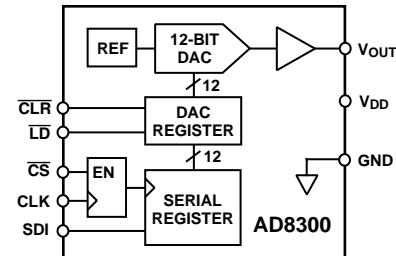 REF
12-BIT
DAC
VOUT
12
VDD
CLR
DAC
REGISTER
LD
12
GND
CS
EN
CLK
SERIAL
REGISTER
SDI
AD8300